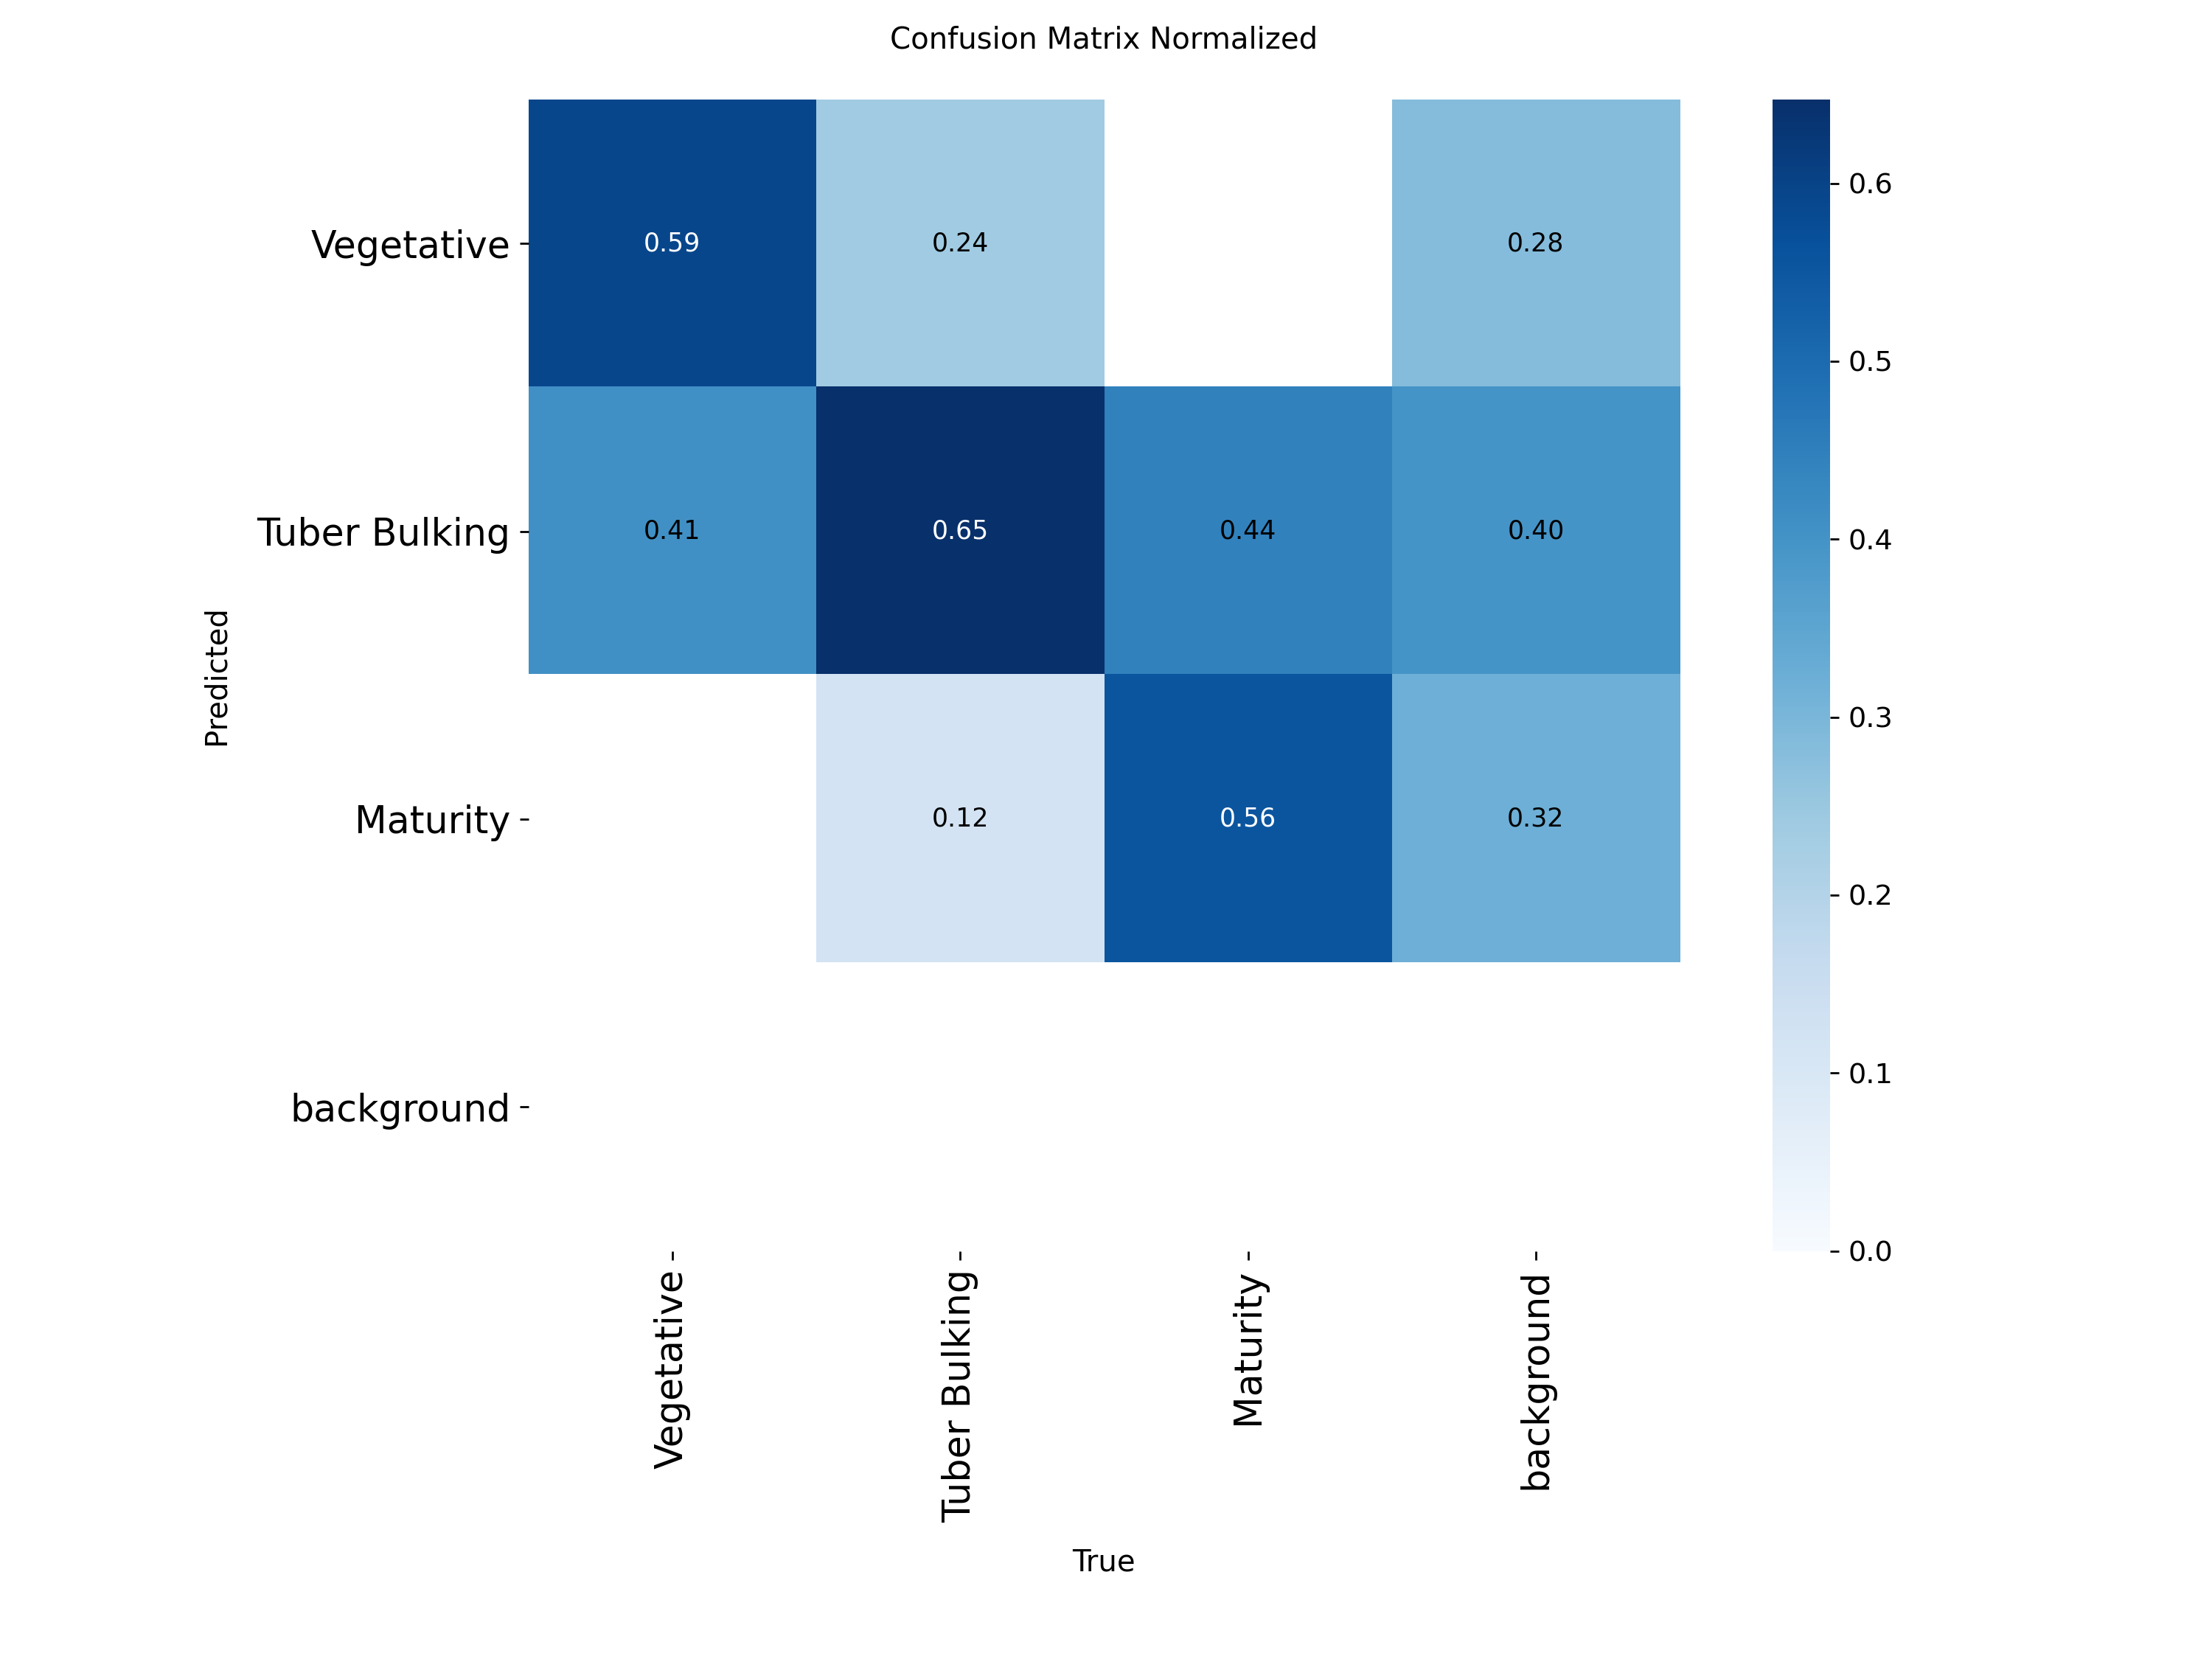 Confusion Matrix Normalized
Vegetative
0.59
0.24
0.28
0.6
0.5
Tuber Bulking
0.41
0.65
0.44
0.40
0.4
0.3
Predicted
Maturity
0.12
0.56
0.32
0.2
0.1
background
0.0
Vegetative
Tuber Bulking
Maturity
background
True